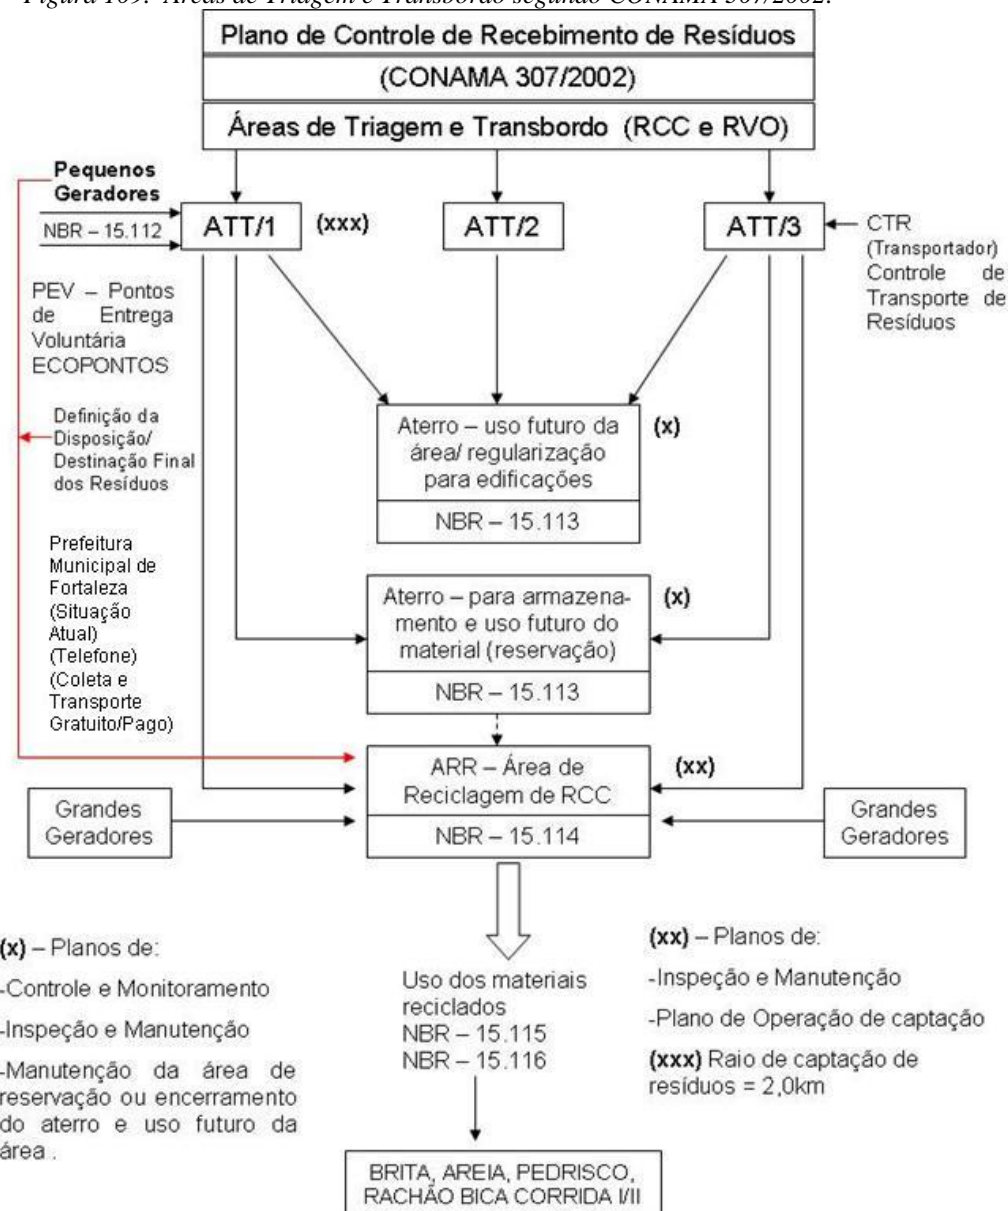 Figura 109: Áreas de Triagem e Transbordo segundo CONAMA 307/2002.
Plano de Controle de Recebimento de Resíduos
(CONAMA 307/2002)
Áreas de Triagem e Transbordo (RCC e RVO)
Pequenos
Geradores
NBR – 15.112
ATT/1
(xxx)
ATT/2
ATT/3
CTR
(Transportador)
Controle de
Transporte de
Resíduos
PEV – Pontos
de Entrega
Voluntária
ECOPONTOS
Definição da
Disposição/
Destinação Final
dos Resíduos
Aterro – uso futuro da
área/ regularização
para edificações
NBR – 15.113
(x)
Prefeitura
Municipal de
Fortaleza
(Situação
Atual)
(Telefone)
(Coleta e
Transporte
Gratuito/Pago)
Aterro – para armazena-
mento e uso futuro do
material (reservação)
NBR – 15.113
(x)
ARR – Área de
Reciclagem de RCC
NBR – 15.114
(xx)
Grandes
Geradores
Grandes
Geradores
(x) – Planos de:
-Controle e Monitoramento
-Inspeção e Manutenção
-Manutenção da área de
reservação ou encerramento
do aterro e uso futuro da
área .
Uso dos materiais
reciclados
NBR – 15.115
NBR – 15.116
(xx) – Planos de:
-Inspeção e Manutenção
-Plano de Operação de captação
(xxx) Raio de captação de
resíduos = 2,0km
BRITA, AREIA, PEDRISCO,
RACHÃO BICA CORRIDA I/II